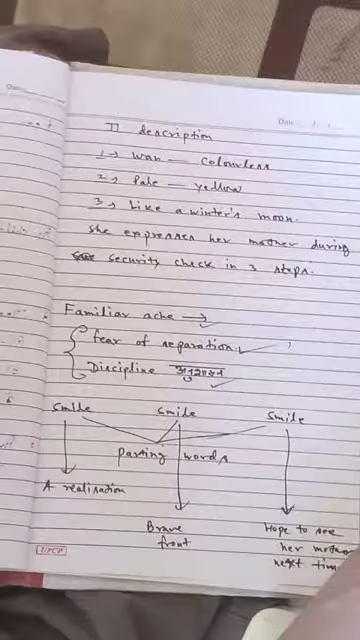 Date
II description
1→ Wan — Colourless
2→ Pale — yellow
3→ Like a winter's moon.
She expresses her mother during
security check in 3 steps.
Familiar ache →
fear of separation.
Discipline अनुशासन
Smile Smile Smile
parting words
A realisation
Brave
front
Hope to see
her mother
next time